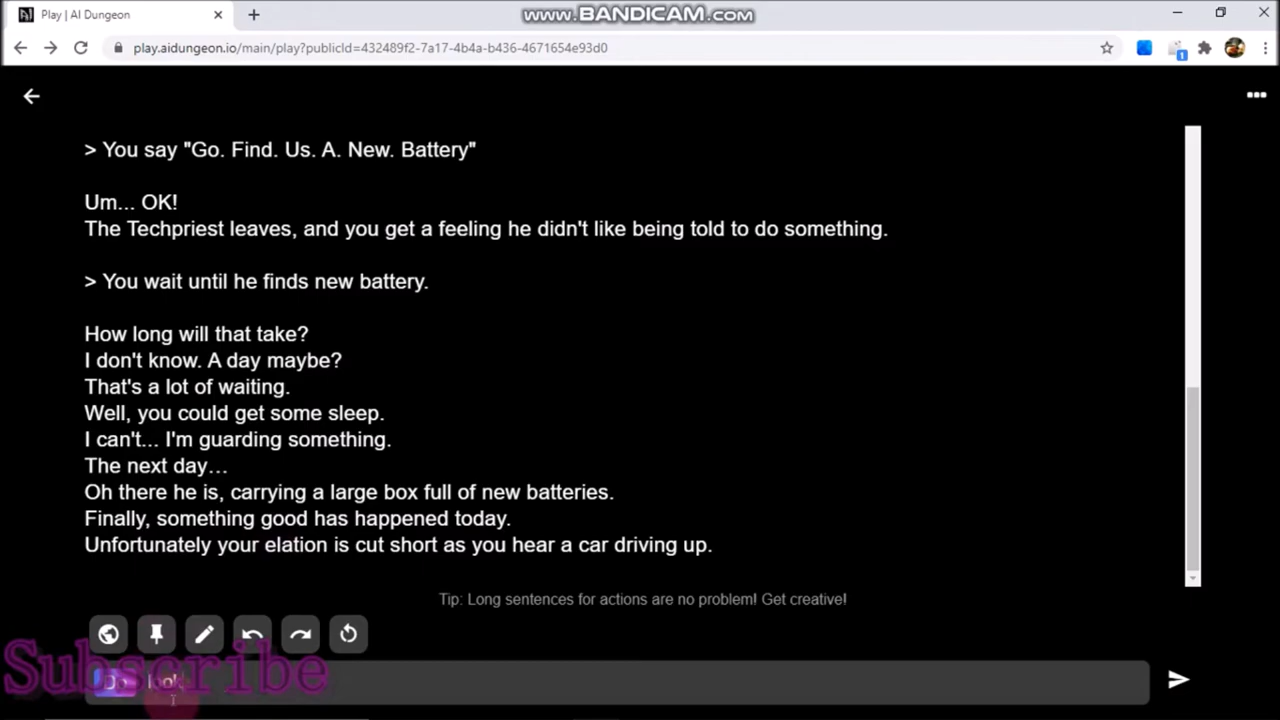 Play | AI Dungeon
www.BANDICAM.com
play.aidungeon.io/main/play?publicId=432489f2-7a17-4b4a-b436-4671654e93d0
1
> You say "Go. Find. Us. A. New. Battery"
Um... OK!
The Techpriest leaves, and you get a feeling he didn't like being told to do something.
> You wait until he finds new battery.
How long will that take?
I don't know. A day maybe?
That's a lot of waiting.
Well, you could get some sleep.
I can't... I'm guarding something.
The next day…
Oh there he is, carrying a large box full of new batteries.
Finally, something good has happened today.
Unfortunately your elation is cut short as you hear a car driving up.
Tip: Long sentences for actions are no problem! Get creative!
Subscribe
Do look